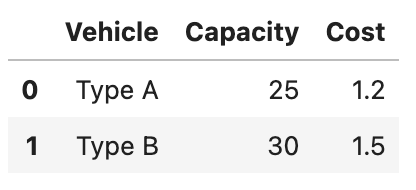 Vehicle Capacity Cost
0 Type A 25 1.2
1 Type B 30 1.5